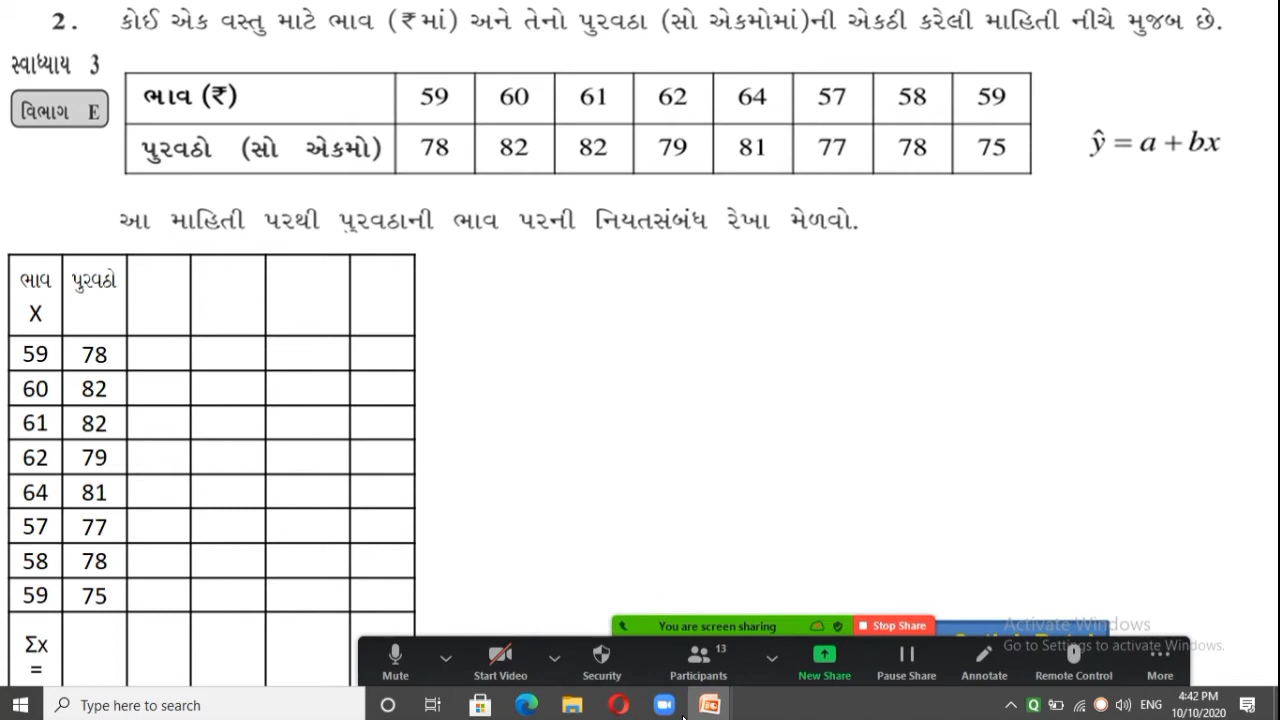 2. કોઈ એક વસ્તુ માટે ભાવ (₹માં) અને તેનો પુરવઠા (સો એકમોમાં)ની એકઠી કરેલી માહિતી નીચે મુજબ છે.
સ્વાધ્યાય 3
વિભાગ E
ભાવ (₹) 59 60 61 62 64 57 58 59
પુરવઠો (સો એકમો) 78 82 82 79 81 77 78 75
ŷ = a + bx
આ માહિતી પરથી પુરવઠાની ભાવ પરની નિયતસંબંધ રેખા મેળવો.
ભાવ પુરવઠો
X
59 78
60 82
61 82
62 79
64 81
57 77
58 78
59 75
Σx
=
You are screen sharing Stop Share
Activate Windows
Go to Settings to activate Windows.
13
Mute Start Video Security Participants New Share Pause Share Annotate Remote Control More
Type here to search
ENG
4:42 PM
10/10/2020